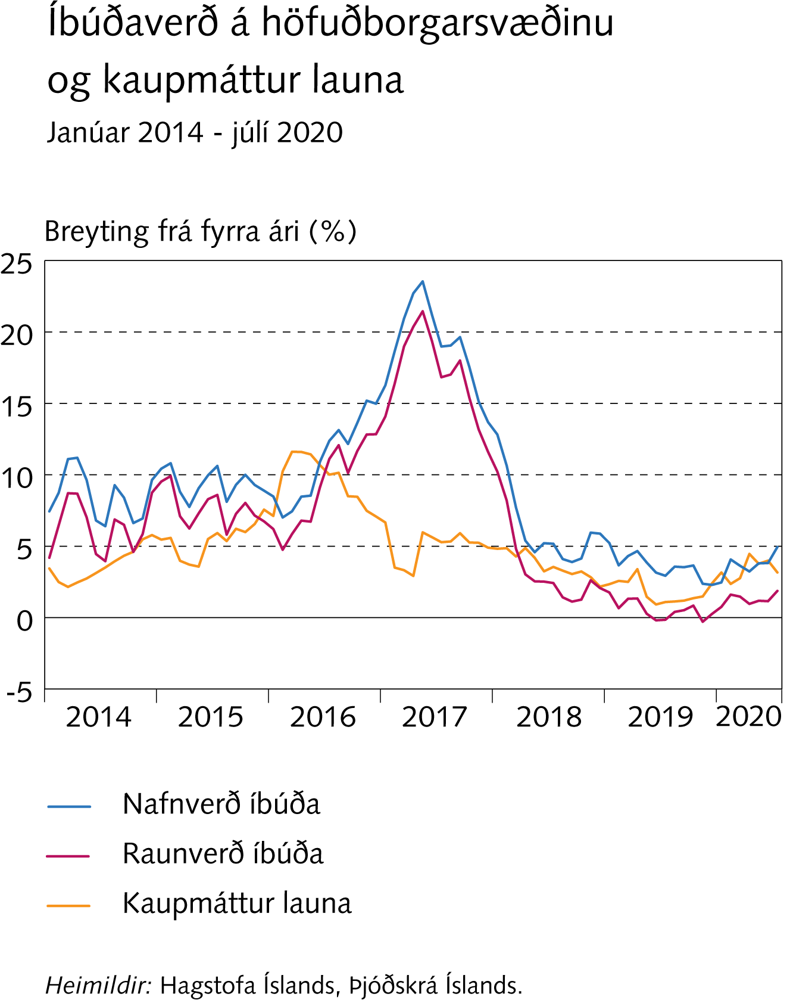 Íbúðaverð á höfuðborgarsvæðinu
og kaupmáttur launa
Janúar 2014 - júlí 2020
Breyting frá fyrra ári (%)
25
20
15
10
5
0
-5
2014 2015 2016 2017 2018 2019 2020
Nafnverð íbúða
Raunverð íbúða
Kaupmáttur launa
Heimildir: Hagstofa Íslands, Þjóðskrá Íslands.